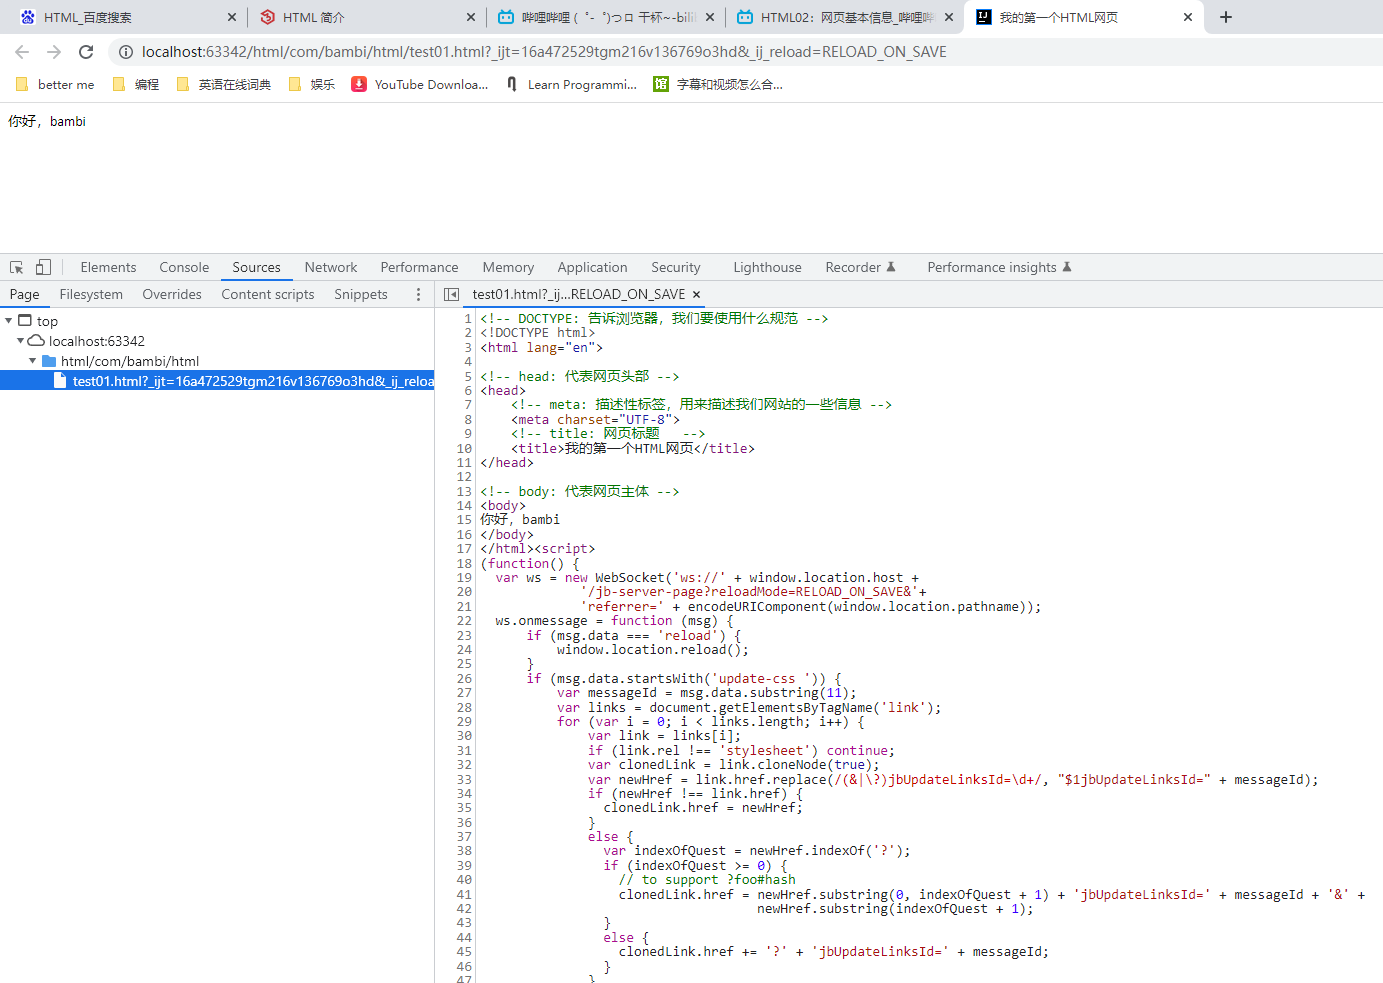 HTML_百度搜索
HTML 简介
哔哩哔哩 (゜-゜)つロ 干杯~-bili
HTML02：网页基本信息_哔哩哔
我的第一个HTML网页
localhost:63342/html/com/bambi/html/test01.html?_ijt=16a472529tgm216v136769o3hd&_ij_reload=RELOAD_ON_SAVE
better me
编程
英语在线词典
娱乐
YouTube Downloa...
Learn Programmi...
馆 字幕和视频怎么合...
你好，bambi
Elements Console Sources Network Performance Memory Application Security Lighthouse Recorder Performance insights
Page Filesystem Overrides Content scripts Snippets
test01.html?_ij...RELOAD_ON_SAVE
top
localhost:63342
html/com/bambi/html
test01.html?_ijt=16a472529tgm216v136769o3hd&_ij_reloa
1 <!-- DOCTYPE: 告诉浏览器，我们要使用什么规范 -->
2 <!DOCTYPE html>
3 <html lang="en">
4
5 <!-- head: 代表网页头部 -->
6 <head>
7     <!-- meta: 描述性标签，用来描述我们网站的一些信息 -->
8     <meta charset="UTF-8">
9     <!-- title: 网页标题   -->
10     <title>我的第一个HTML网页</title>
11 </head>
12
13 <!-- body: 代表网页主体 -->
14 <body>
15 你好，bambi
16 </body>
17 </html><script>
18 (function() {
19   var ws = new WebSocket('ws://' + window.location.host +
20              '/jb-server-page?reloadMode=RELOAD_ON_SAVE&'+
21              'referrer=' + encodeURIComponent(window.location.pathname));
22   ws.onmessage = function (msg) {
23       if (msg.data === 'reload') {
24           window.location.reload();
25       }
26       if (msg.data.startsWith('update-css ')) {
27           var messageId = msg.data.substring(11);
28           var links = document.getElementsByTagName('link');
29           for (var i = 0; i < links.length; i++) {
30               var link = links[i];
31               if (link.rel !== 'stylesheet') continue;
32               var clonedLink = link.cloneNode(true);
33               var newHref = link.href.replace(/(&|\?)jbUpdateLinksId=\d+/, "$1jbUpdateLinksId=" + messageId);
34               if (newHref !== link.href) {
35                 clonedLink.href = newHref;
36               }
37               else {
38                 var indexOfQuest = newHref.indexOf('?');
39                 if (indexOfQuest >= 0) {
40                   // to support ?foo#hash
41                   clonedLink.href = newHref.substring(0, indexOfQuest + 1) + 'jbUpdateLinksId=' + messageId + '&' +
42                                     newHref.substring(indexOfQuest + 1);
43                 }
44                 else {
45                   clonedLink.href += '?' + 'jbUpdateLinksId=' + messageId;
46                 }
47               }